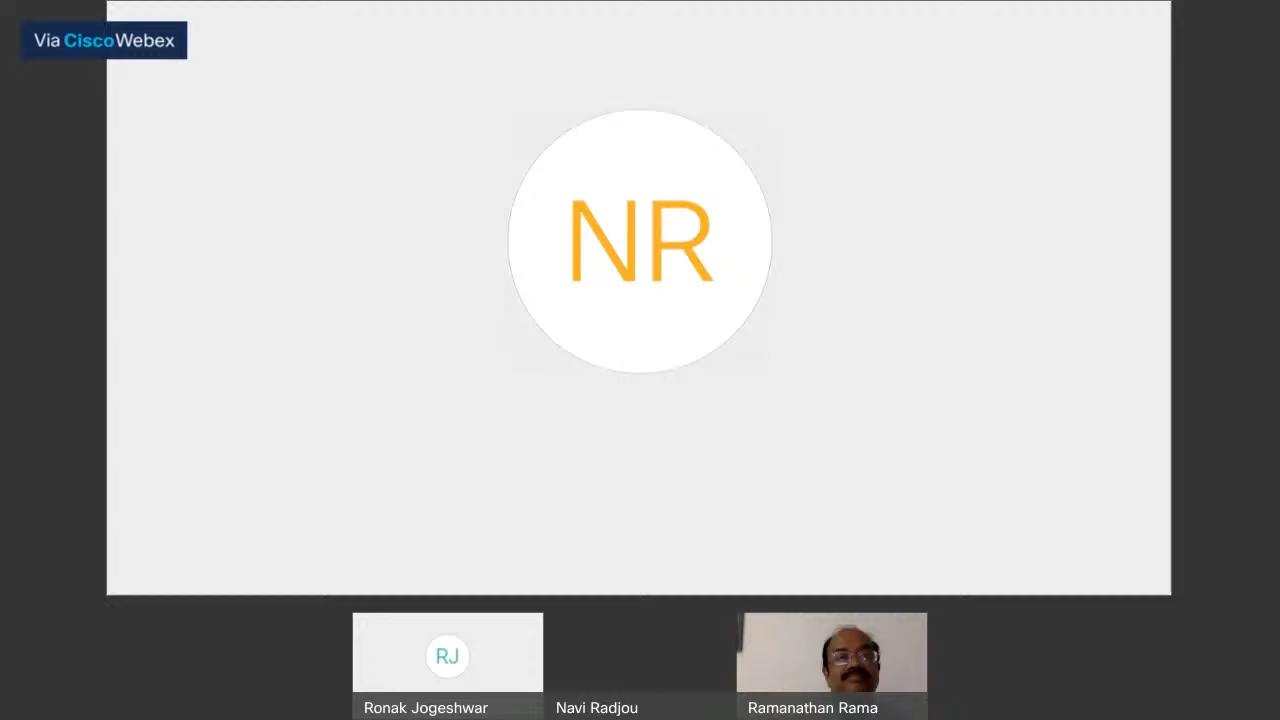 Via CiscoWebex
NR
RJ
Ronak Jogeshwar
Navi Radjou
Ramanathan Rama